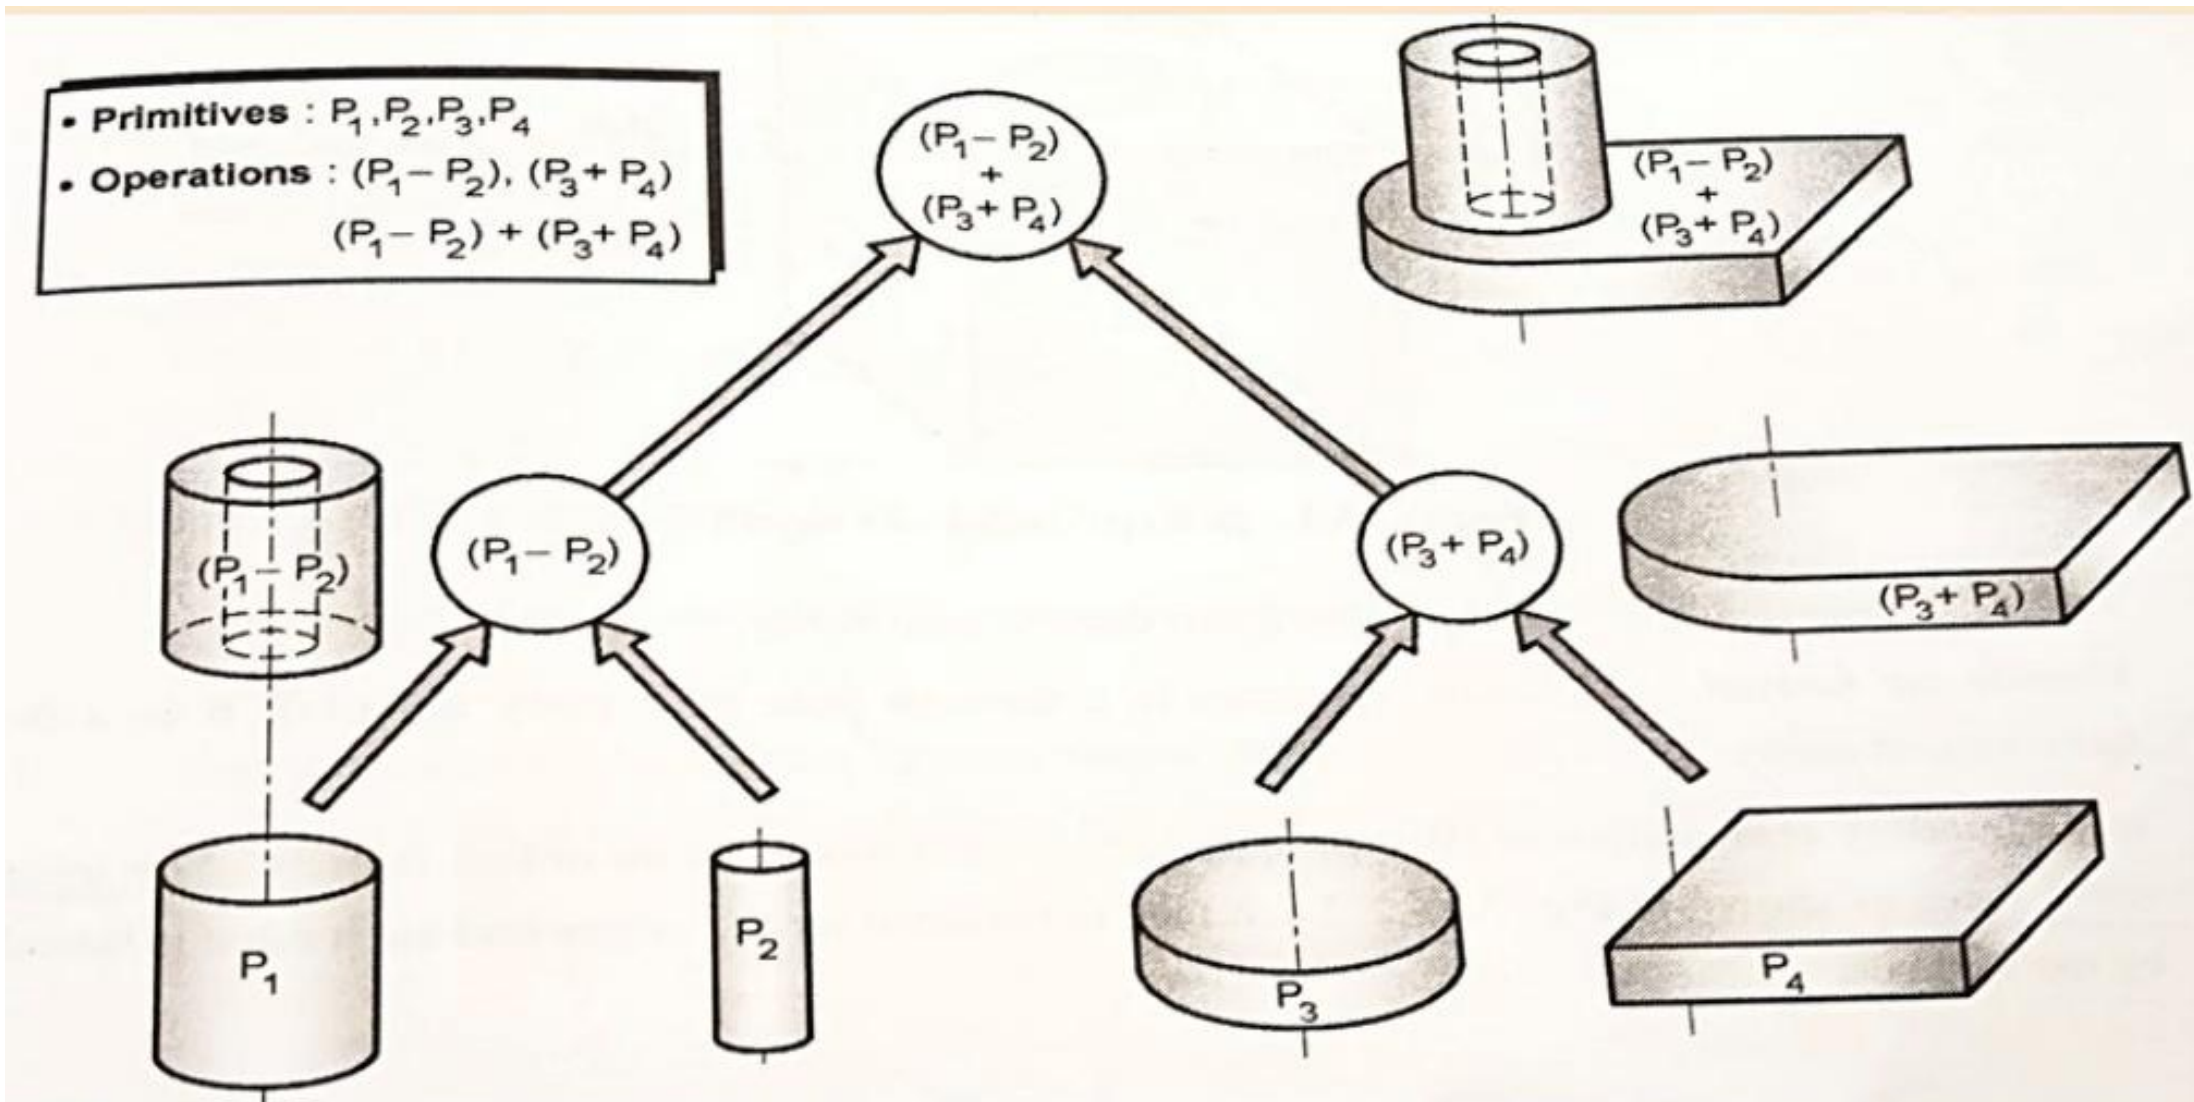 • Primitives : P₁,P₂,P₃,P₄
• Operations : (P₁– P₂), (P₃+ P₄)
(P₁– P₂) + (P₃+ P₄)
(P₁– P₂)
+
(P₃+ P₄)
(P₁– P₂)
+
(P₃+ P₄)
(P₁– P₂)
(P₁– P₂)
(P₃+ P₄)
(P₃+ P₄)
P₁
P₂
P₃
P₄